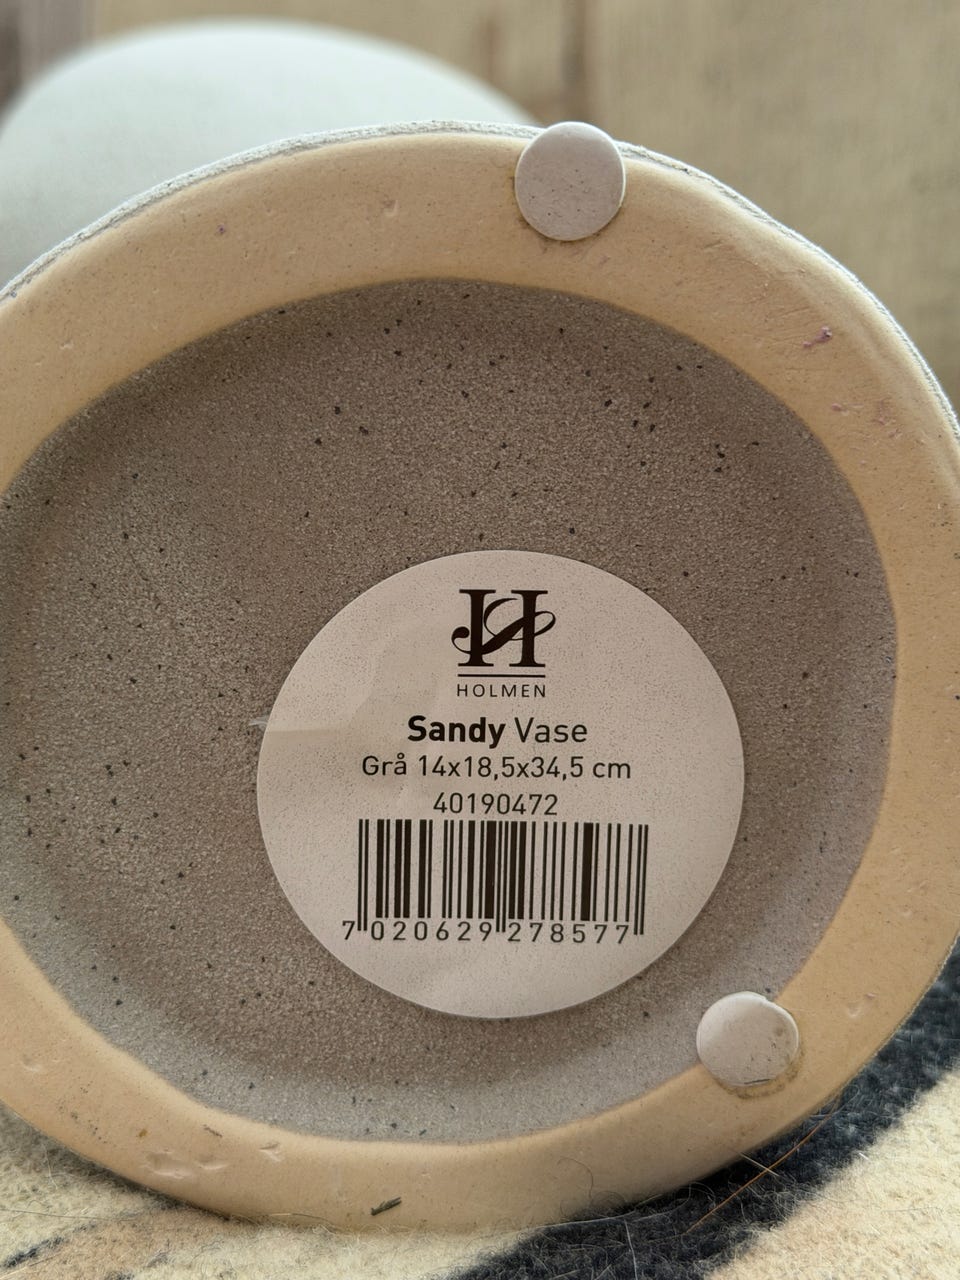 H
HOLMEN
Sandy Vase
Grå 14x18,5x34,5 cm
40190472
7 020629 278577